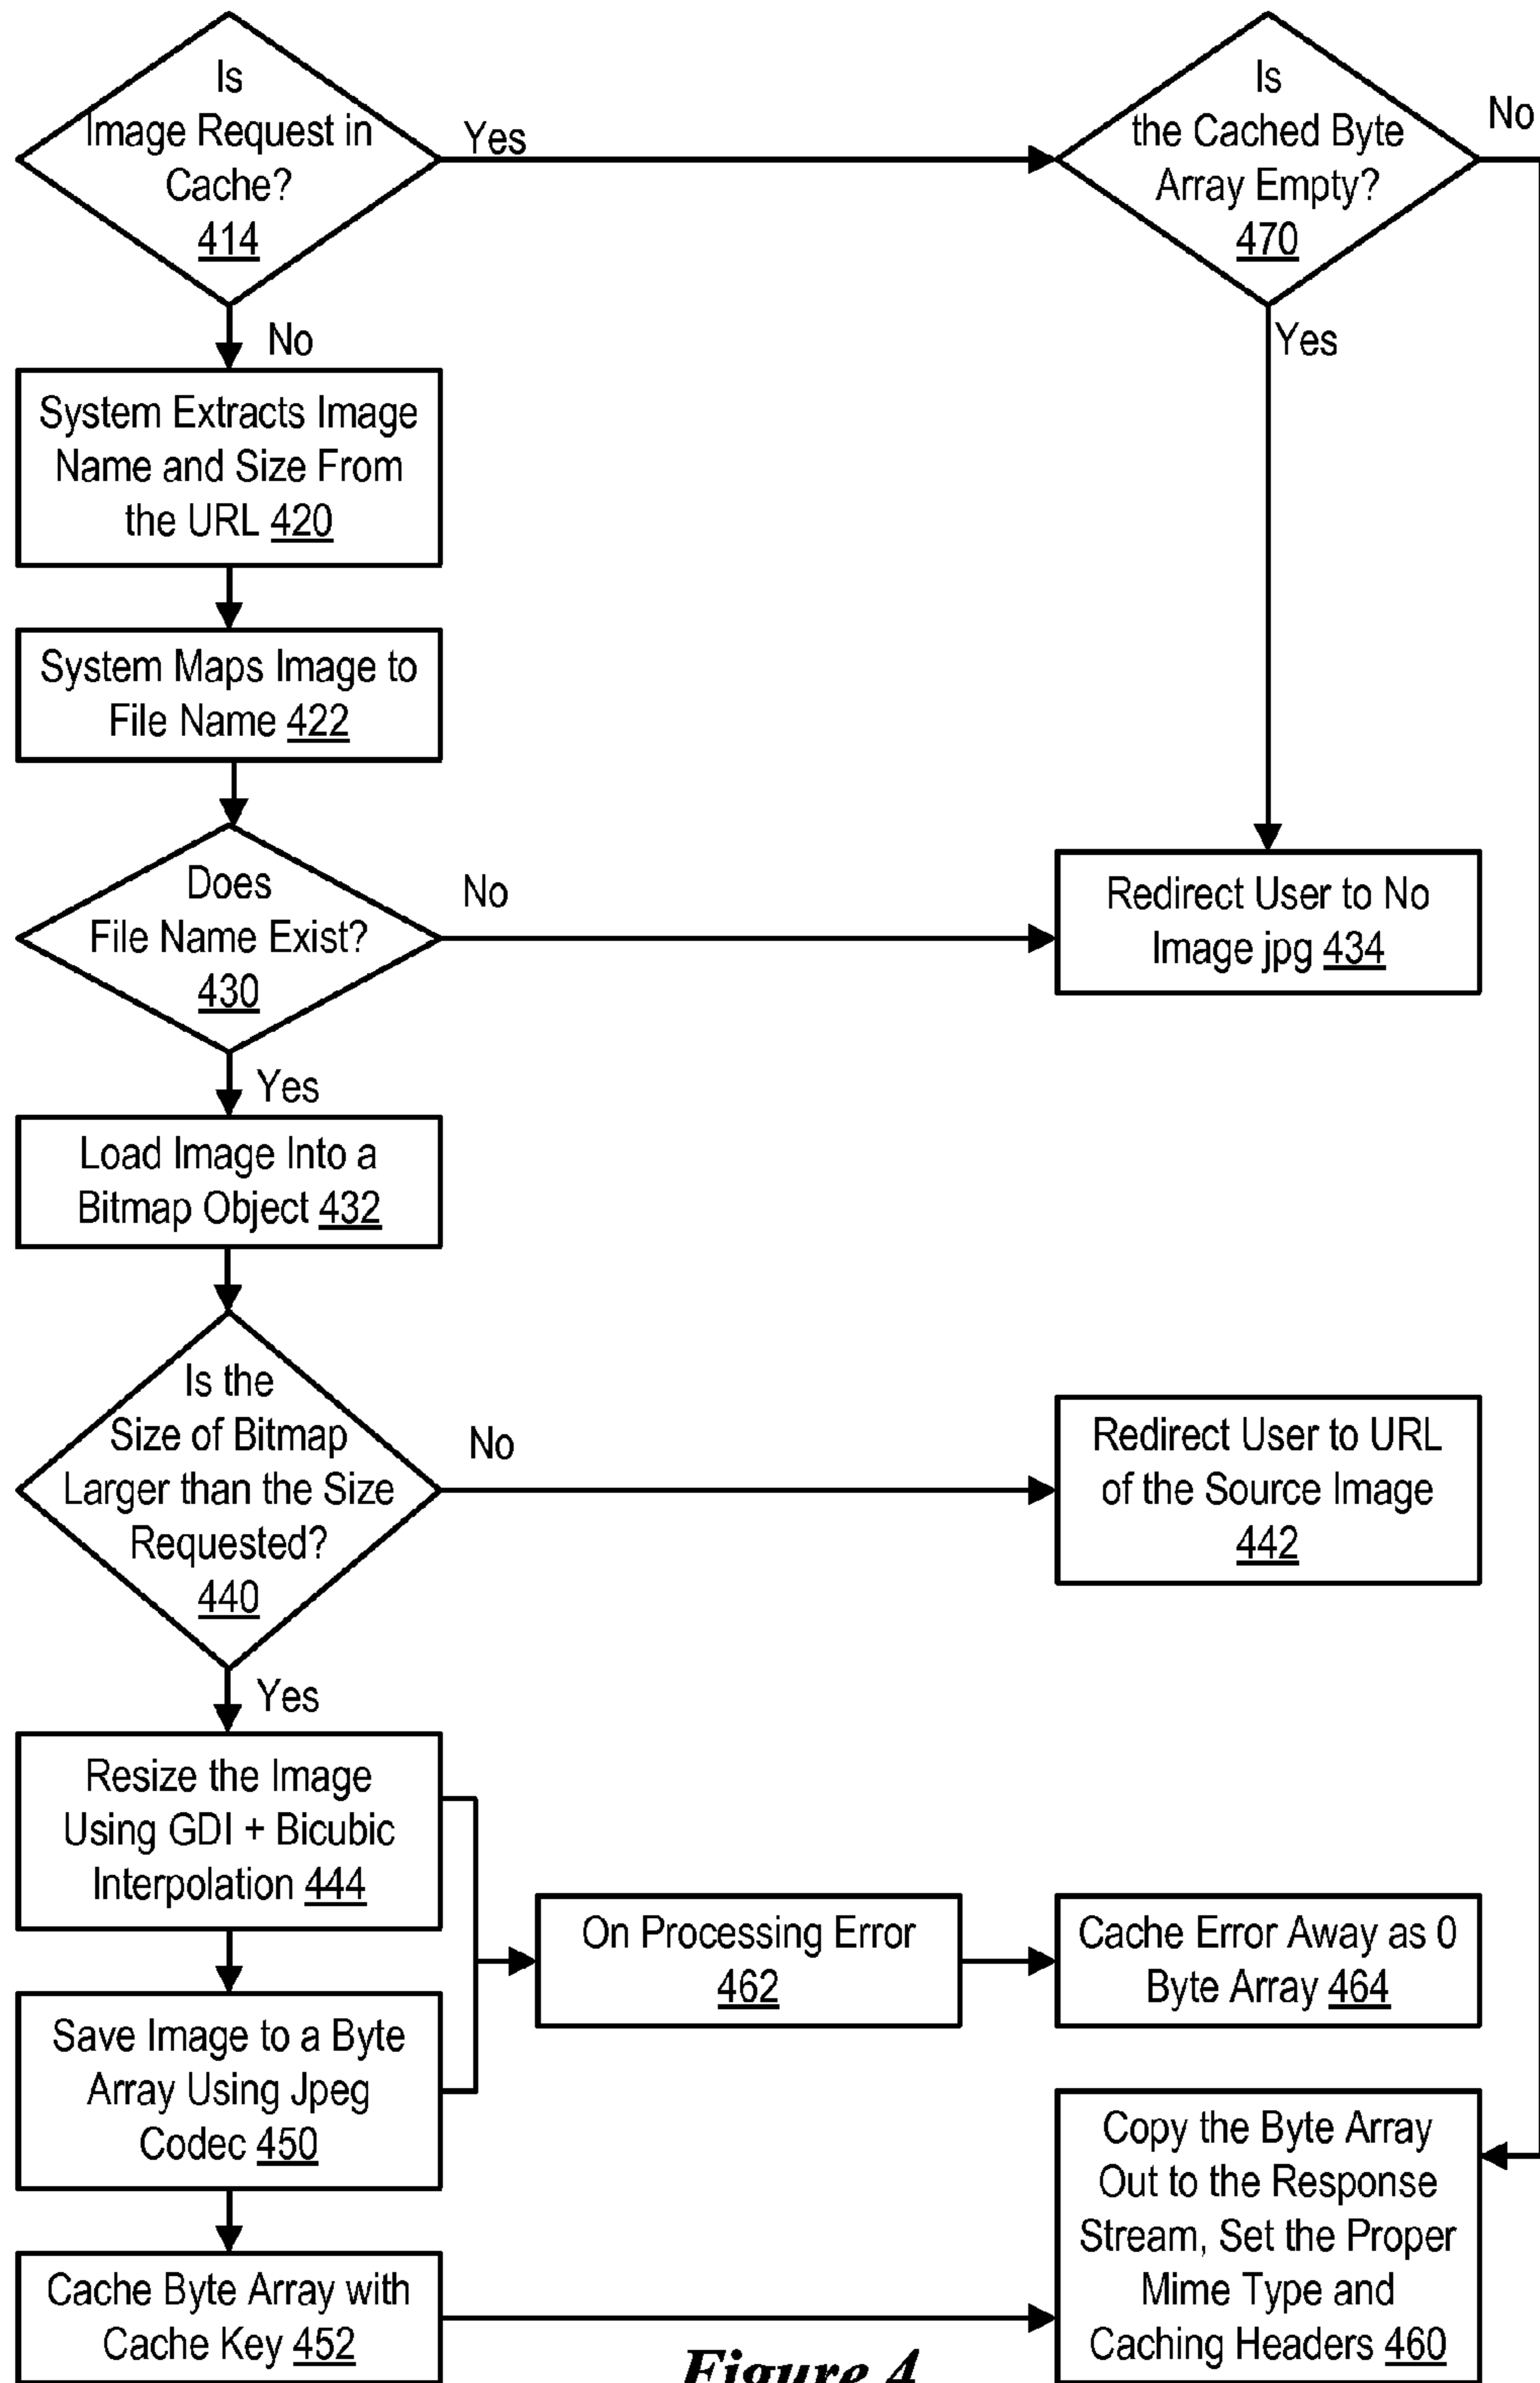 Is
Image Request in
Cache?
414
Yes
Is
the Cached Byte
Array Empty?
470
No
No
Yes
System Extracts Image
Name and Size From
the URL 420
System Maps Image to
File Name 422
Does
File Name Exist?
430
No
Redirect User to No
Image jpg 434
Yes
Load Image Into a
Bitmap Object 432
Is the
Size of Bitmap
Larger than the Size
Requested?
440
No
Redirect User to URL
of the Source Image
442
Yes
Resize the Image
Using GDI + Bicubic
Interpolation 444
On Processing Error
462
Cache Error Away as 0
Byte Array 464
Save Image to a Byte
Array Using Jpeg
Codec 450
Copy the Byte Array
Out to the Response
Stream, Set the Proper
Mime Type and
Caching Headers 460
Cache Byte Array with
Cache Key 452
Figure 4